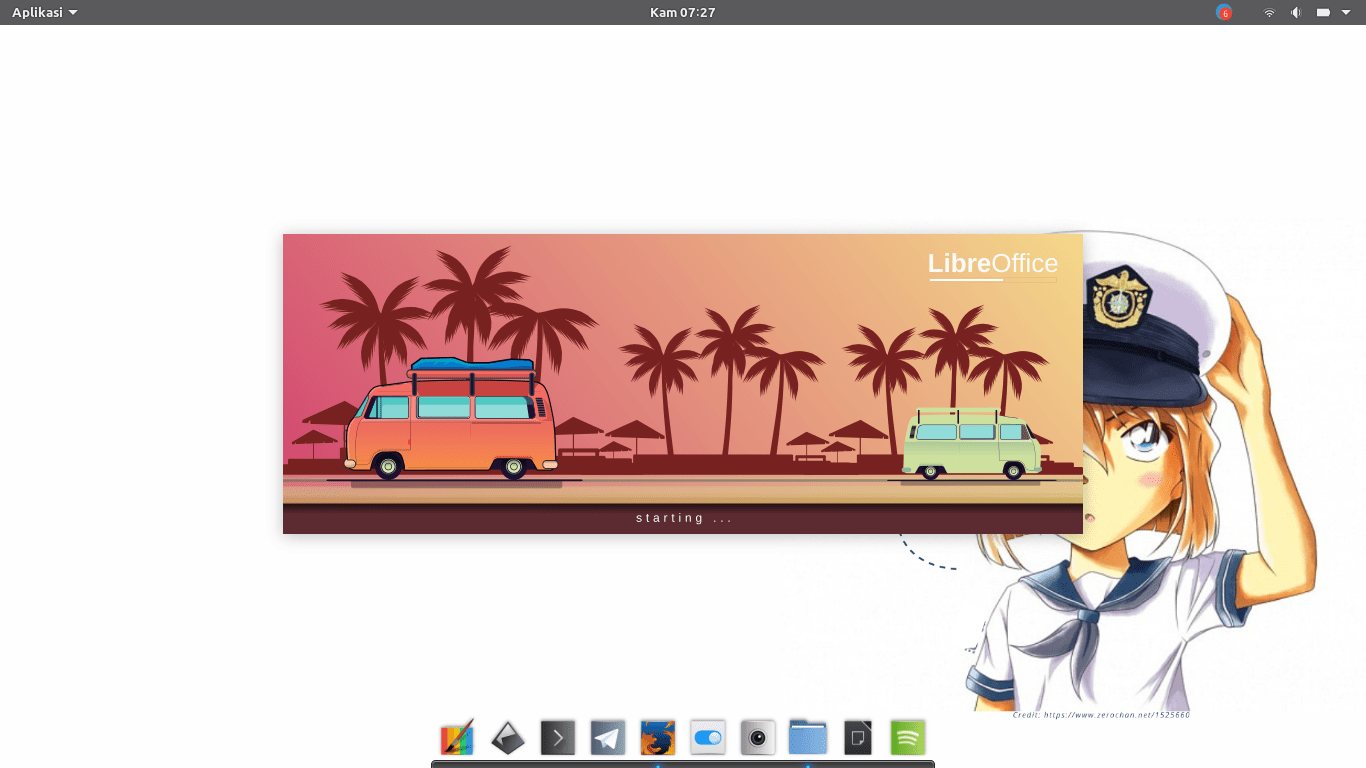 Aplikasi
Kam 07:27
6
LibreOffice
starting ...
Credit: https://www.zerochan.net/1525660